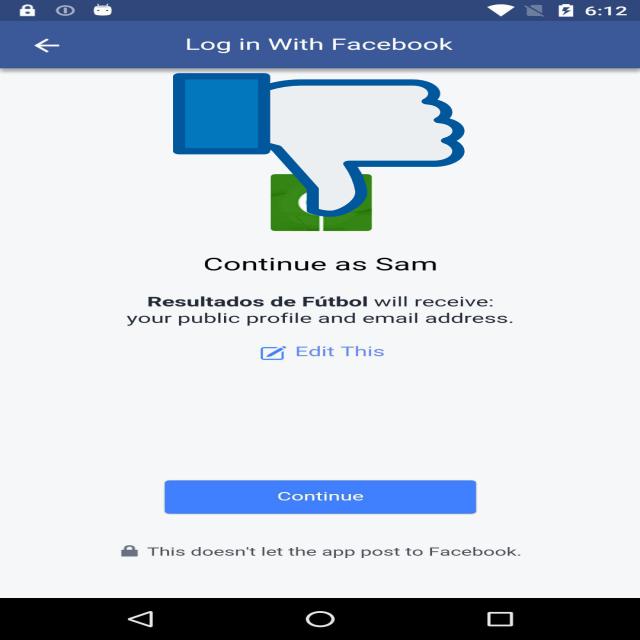 6:12
Log in With Facebook
Continue as Sam
Resultados de Fútbol will receive:
your public profile and email address.
Edit This
Continue
This doesn't let the app post to Facebook.